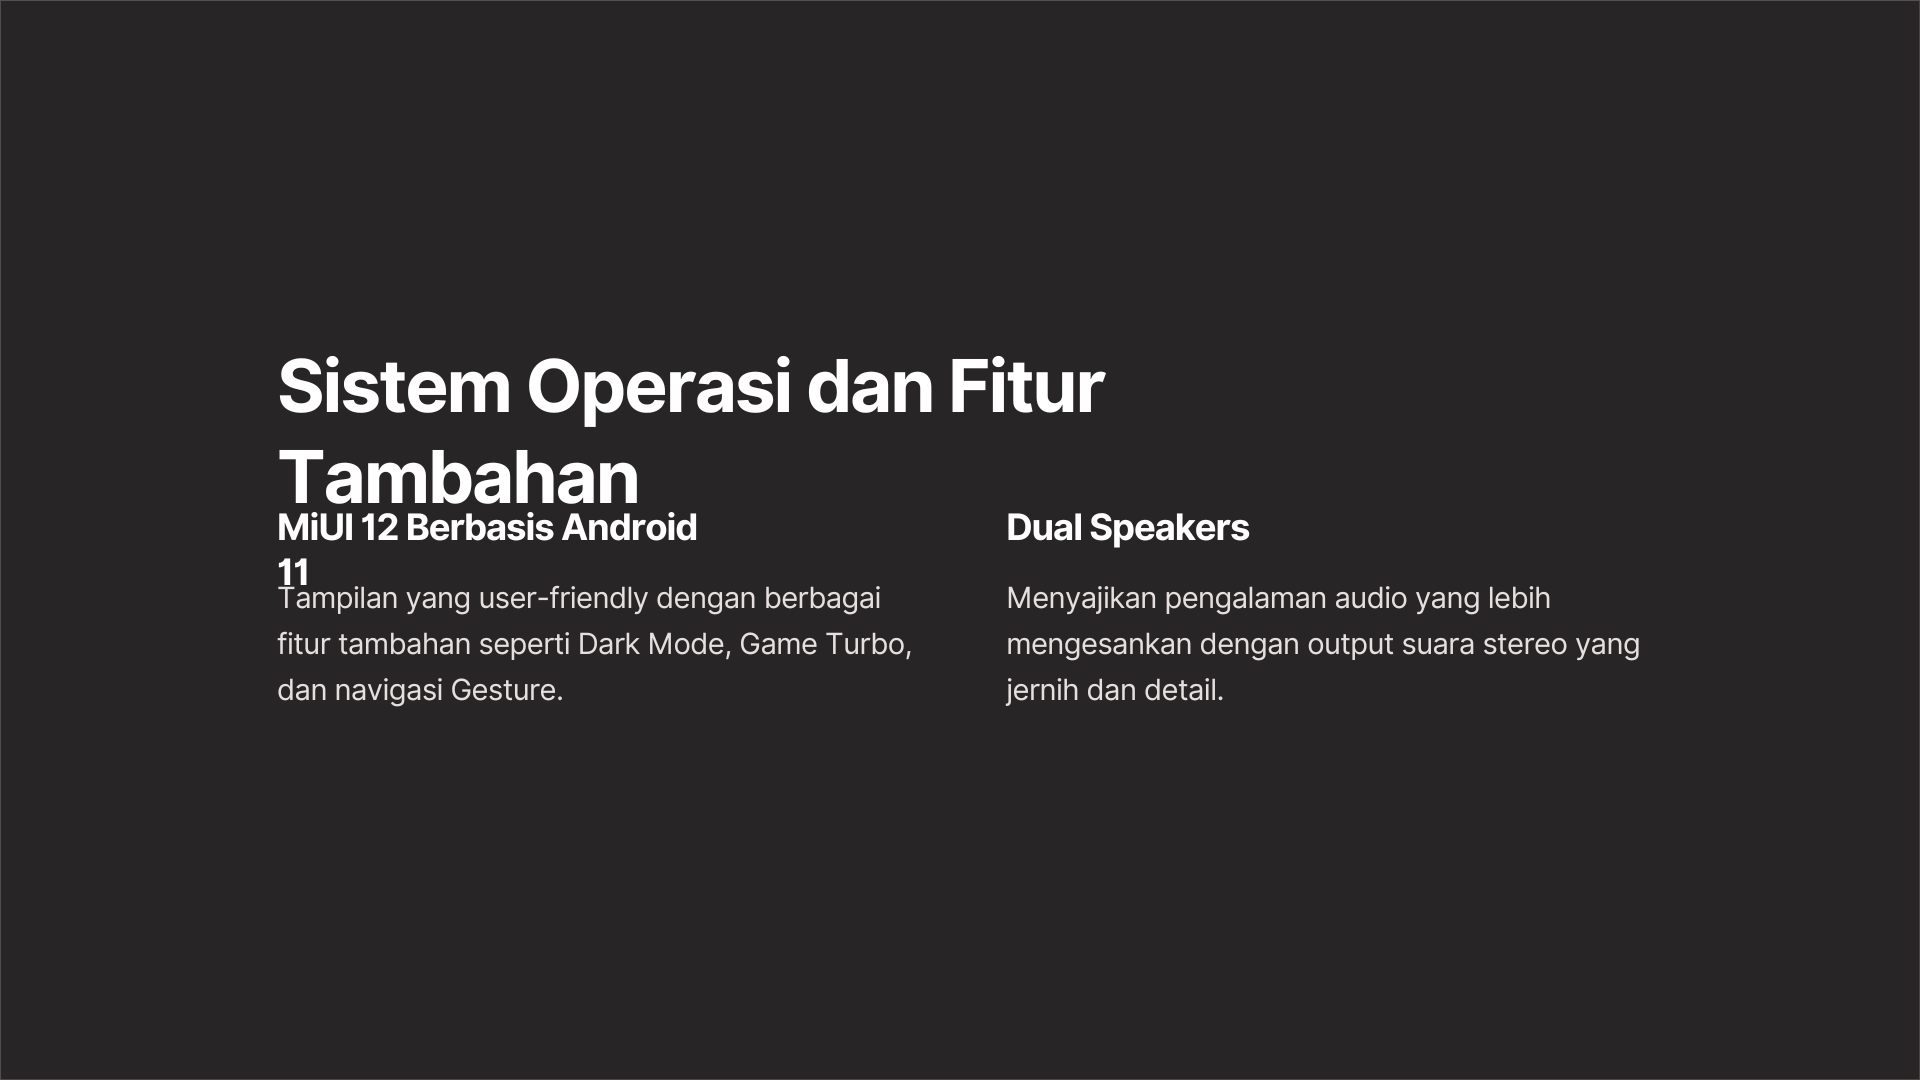 Sistem Operasi dan Fitur
Tambahan
MiUI 12 Berbasis Android
11
Tampilan yang user-friendly dengan berbagai
fitur tambahan seperti Dark Mode, Game Turbo,
dan navigasi Gesture.
Dual Speakers
Menyajikan pengalaman audio yang lebih
mengesankan dengan output suara stereo yang
jernih dan detail.